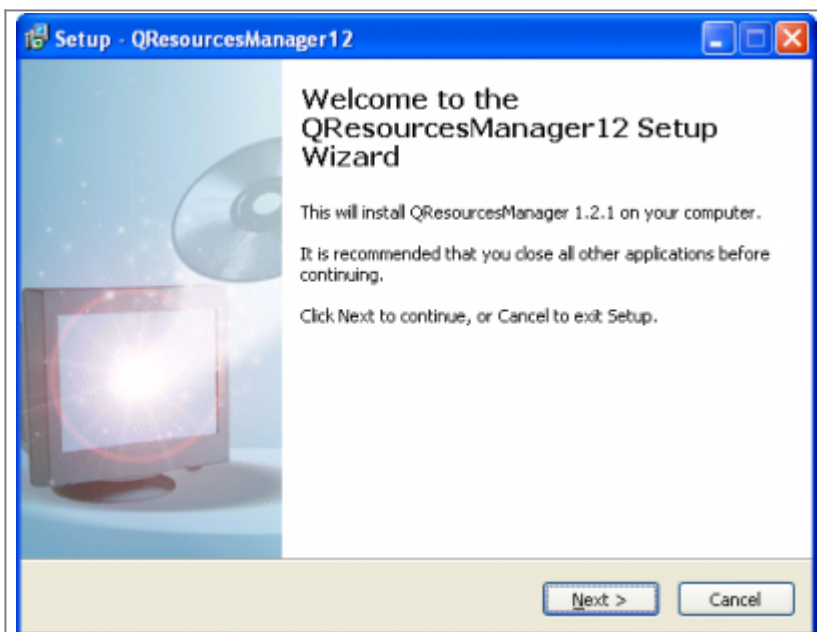 Setup - QResourcesManager12
Welcome to the
QResourcesManager12 Setup
Wizard
This will install QResourcesManager 1.2.1 on your computer.
It is recommended that you close all other applications before
continuing.
Click Next to continue, or Cancel to exit Setup.
Next >
Cancel